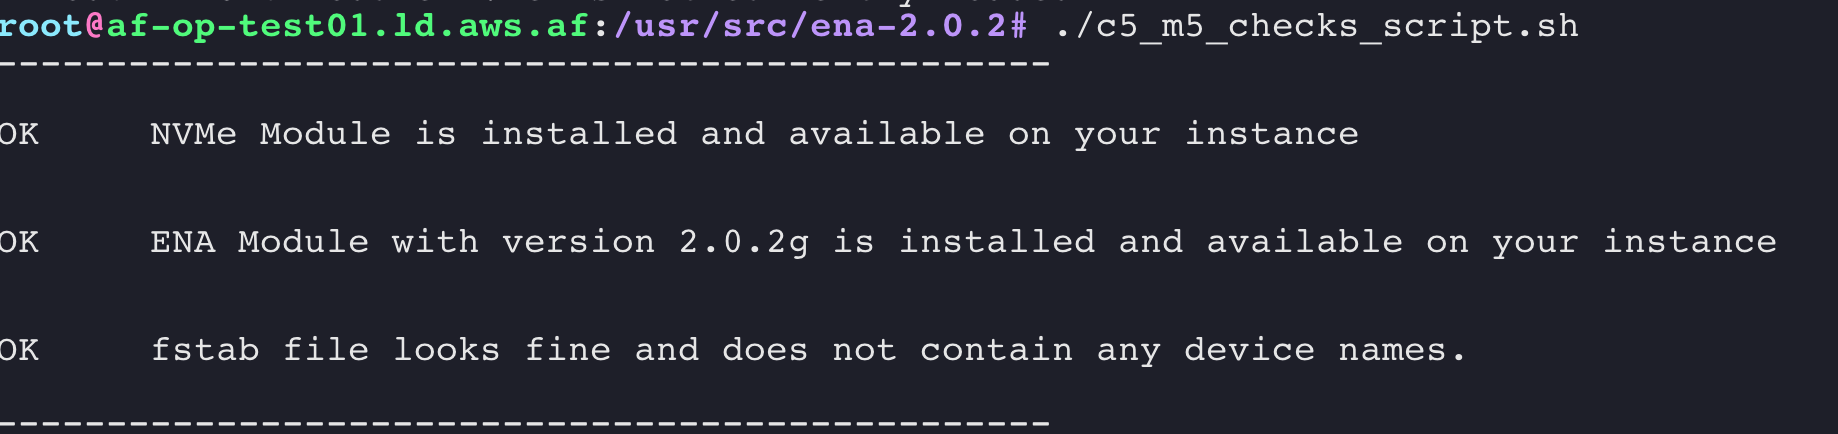 root@af-op-test01.ld.aws.af:/usr/src/ena-2.0.2# ./c5_m5_checks_script.sh
------------------------------------------------
OK     NVMe Module is installed and available on your instance
OK     ENA Module with version 2.0.2g is installed and available on your instance
OK     fstab file looks fine and does not contain any device names.
------------------------------------------------